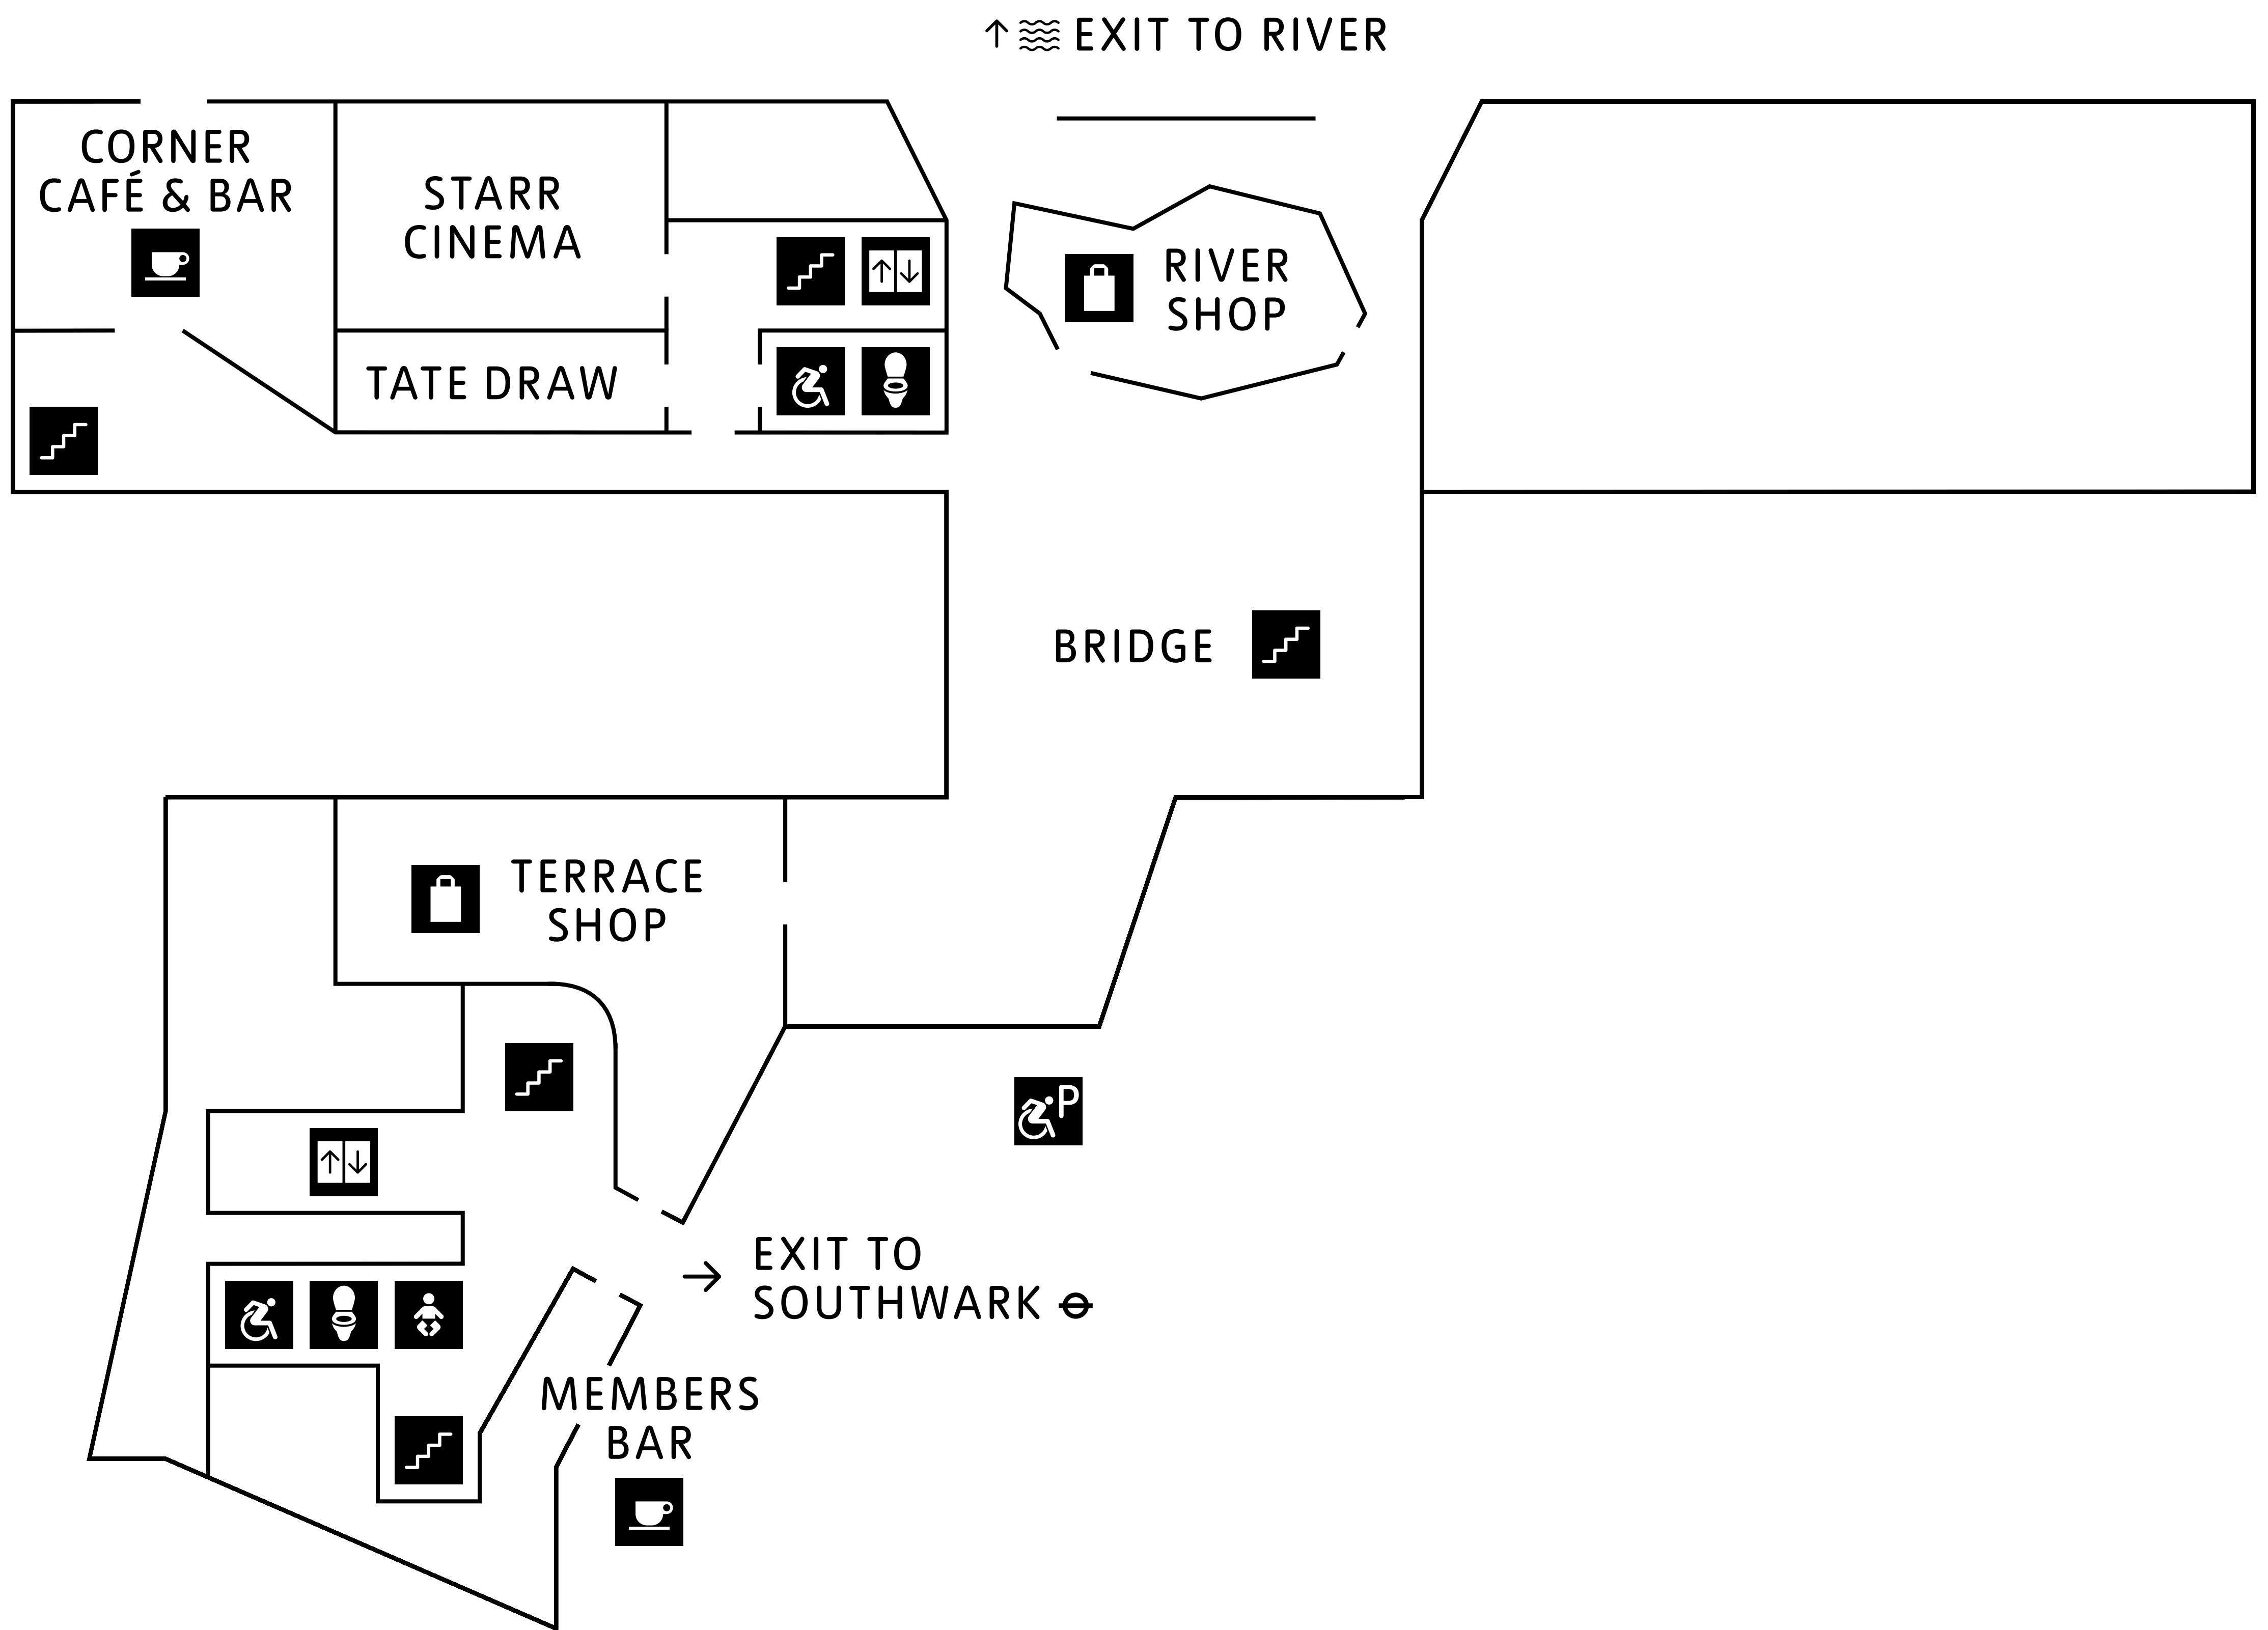 EXIT TO RIVER
CORNER
CAFÉ & BAR
STARR
CINEMA
TATE DRAW
RIVER
SHOP
BRIDGE
TERRACE
SHOP
P
EXIT TO
SOUTHWARK
MEMBERS
BAR